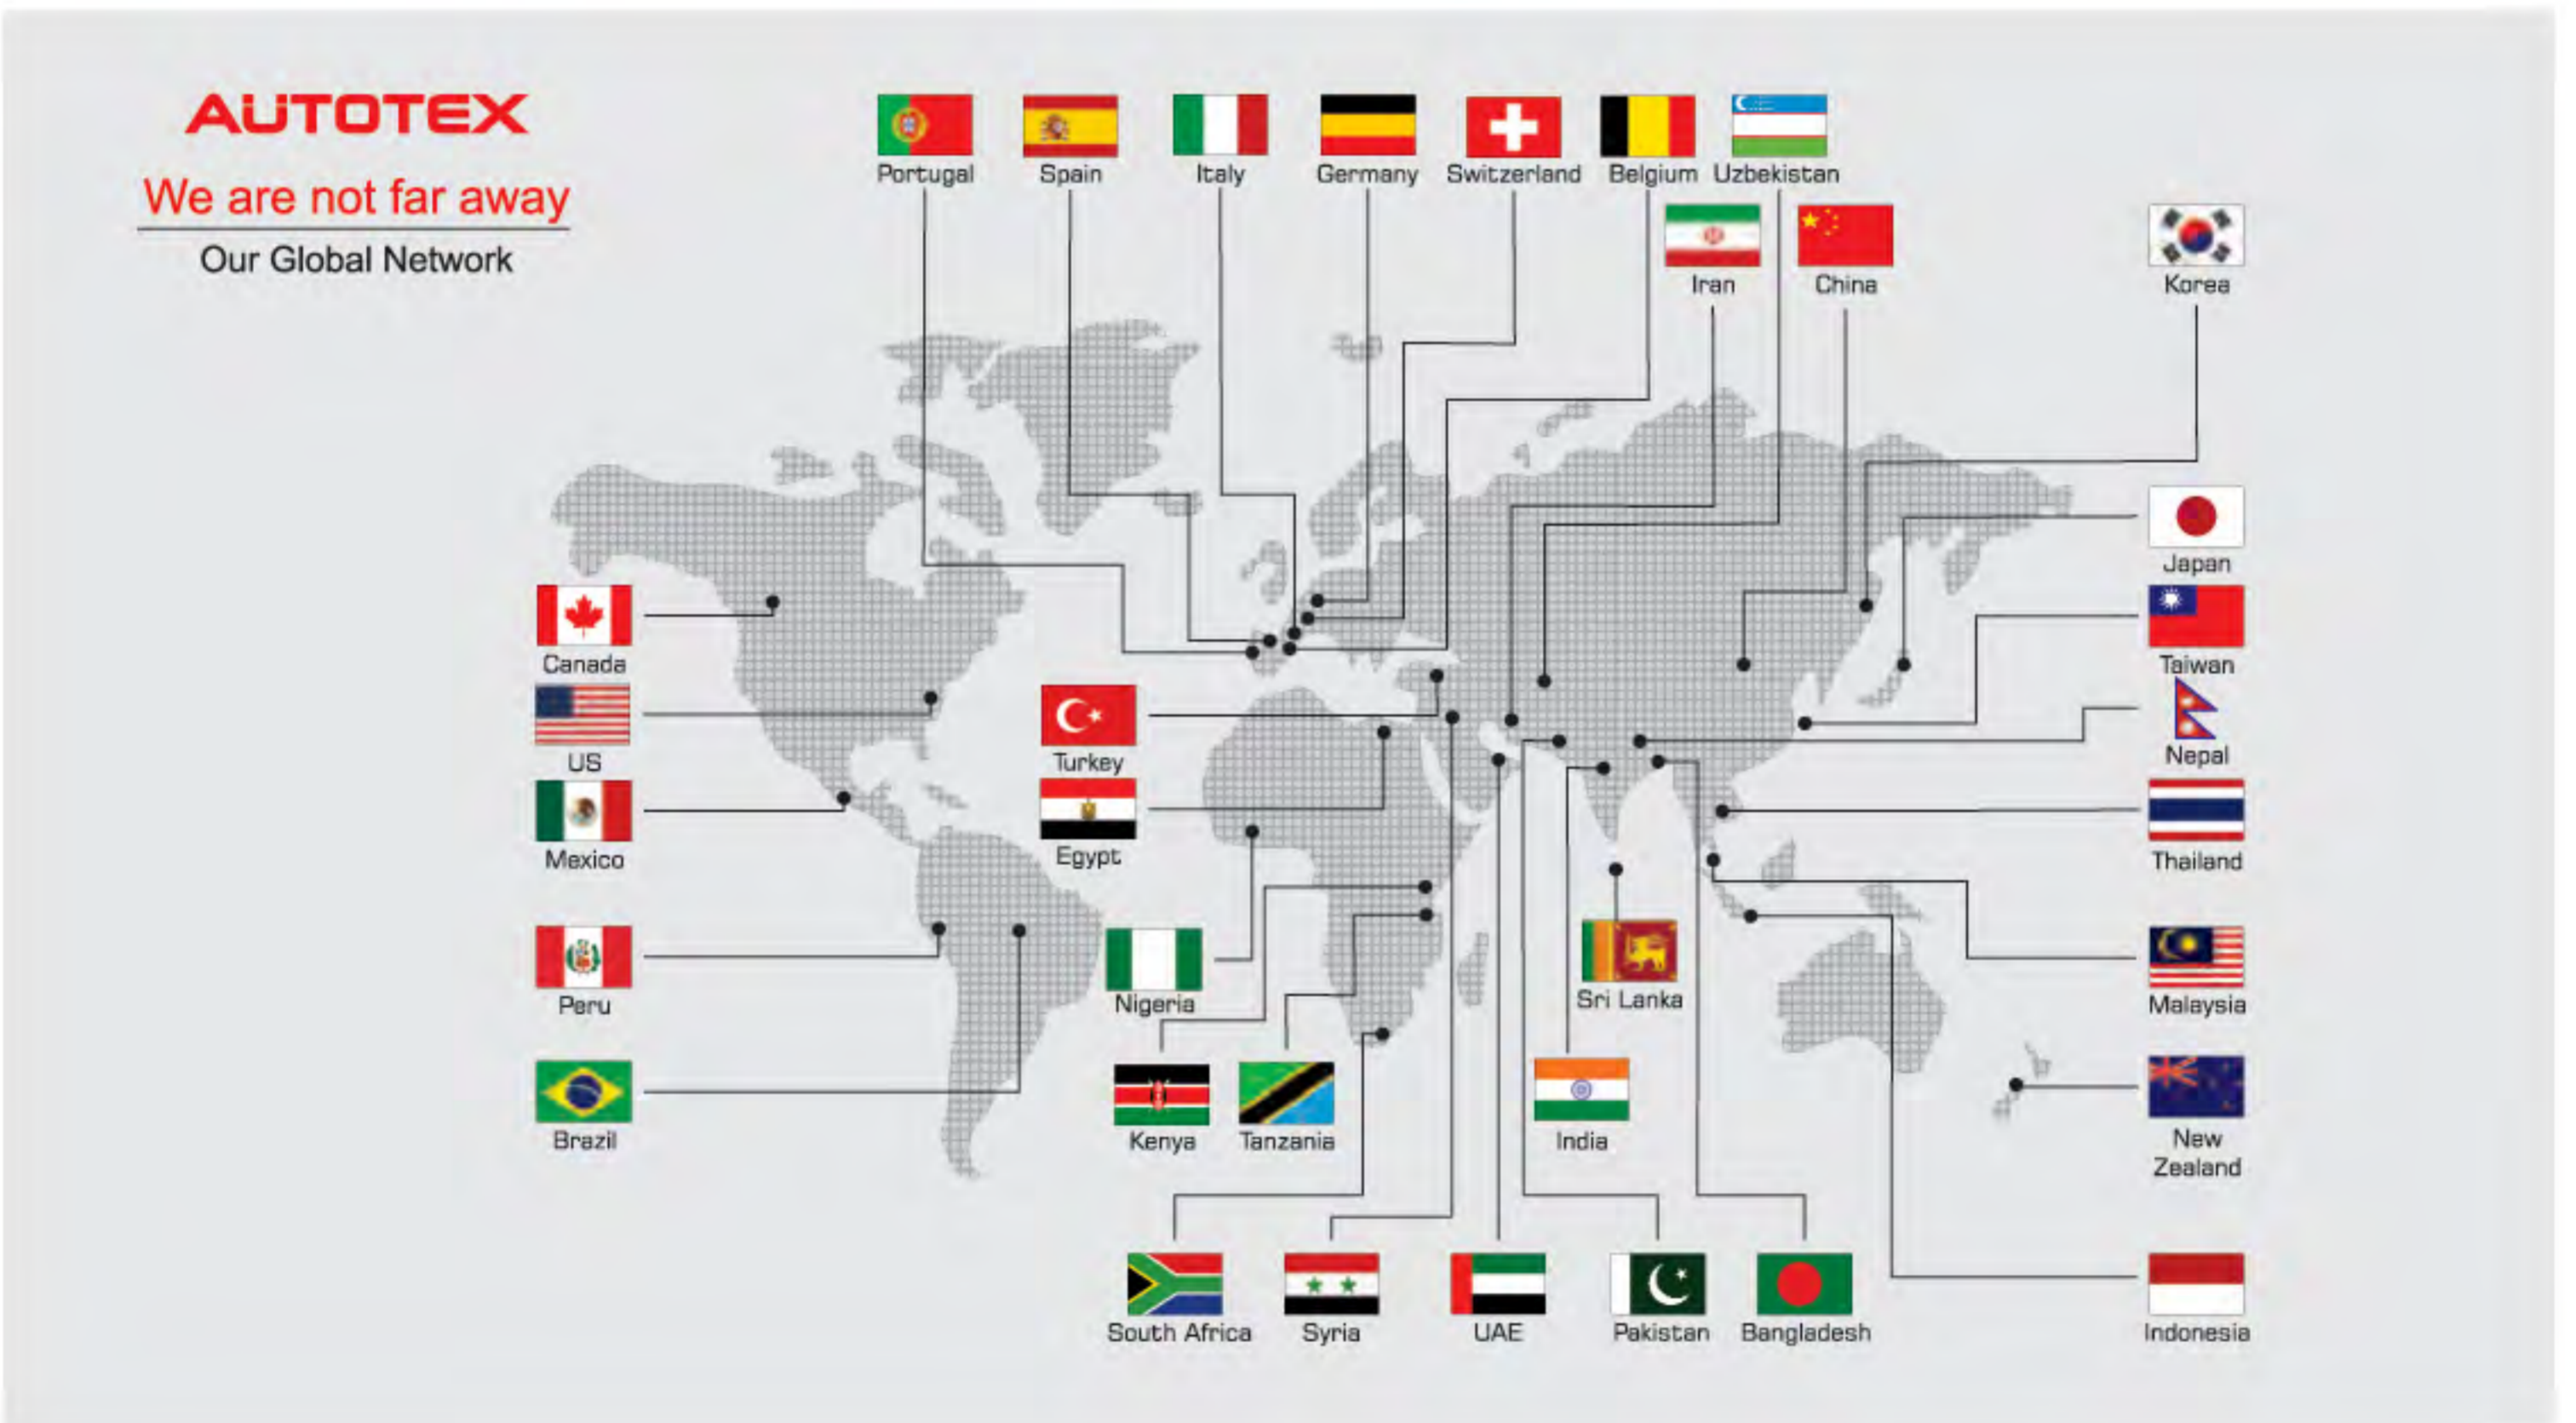 AUTOTEX
We are not far away
Our Global Network
Portugal
Spain
Italy
Germany
Switzerland
Belgium
Uzbekistan
Iran
China
Korea
Japan
Canada
Taiwan
US
Turkey
Nepal
Mexico
Egypt
Thailand
Peru
Nigeria
Sri Lanka
Malaysia
Brazil
Kenya
Tanzania
India
New
Zealand
South Africa
Syria
UAE
Pakistan
Bangladesh
Indonesia